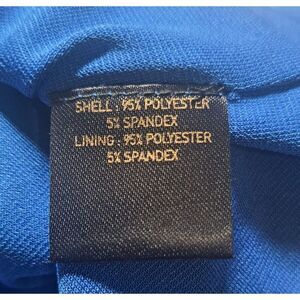 SHELL : 95% POLYESTER
5% SPANDEX
LINING : 95% POLYESTER
5% SPANDEX